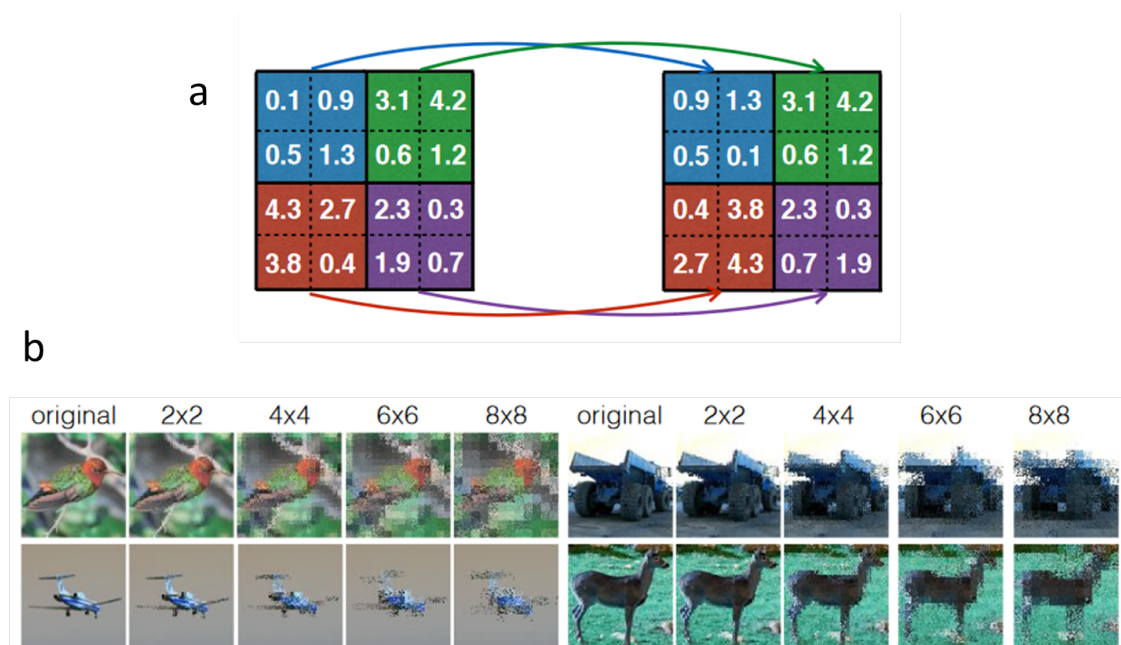 a
0.1 0.9 3.1 4.2 0.9 1.3 3.1 4.2
0.5 1.3 0.6 1.2 0.5 0.1 0.6 1.2
4.3 2.7 2.3 0.3 0.4 3.8 2.3 0.3
3.8 0.4 1.9 0.7 2.7 4.3 0.7 1.9
b
original 2x2 4x4 6x6 8x8 original 2x2 4x4 6x6 8x8